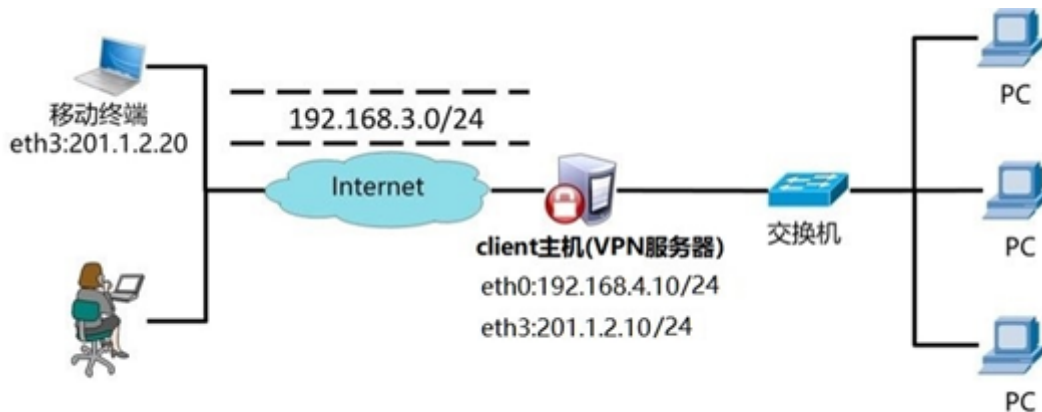 移动终端
eth3:201.1.2.20
192.168.3.0/24
Internet
client主机(VPN服务器)
eth0:192.168.4.10/24
eth3:201.1.2.10/24
交换机
PC
PC
PC